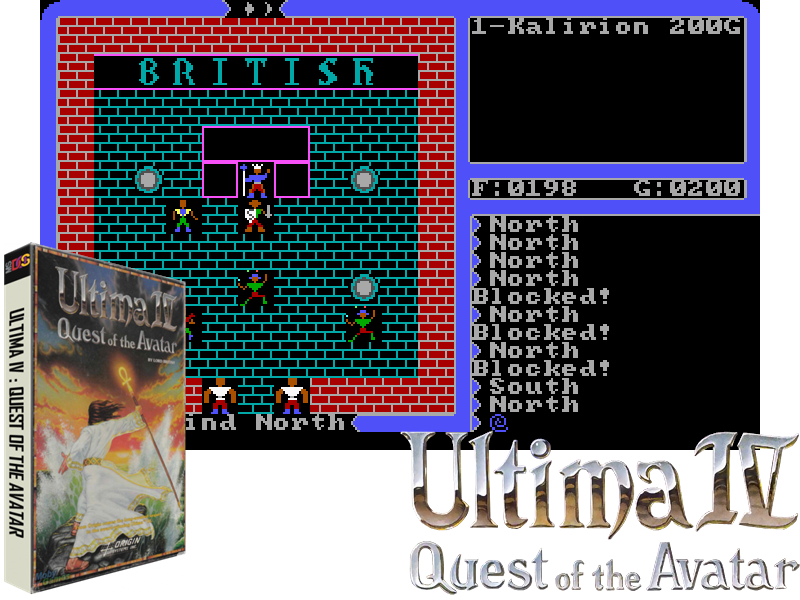 1-Kalirion 200G
BRITISH
F:0198 G:0200
North
North
North
North
Blocked!
North
Blocked!
North
Blocked!
South
North
ind North
Ultima IV
Quest of the Avatar
ORIGIN
ULTIMA IV : QUEST OF THE AVATAR
Ultima IV
Quest of the Avatar